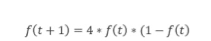 f(t + 1) = 4 * f(t) * (1 − f(t)